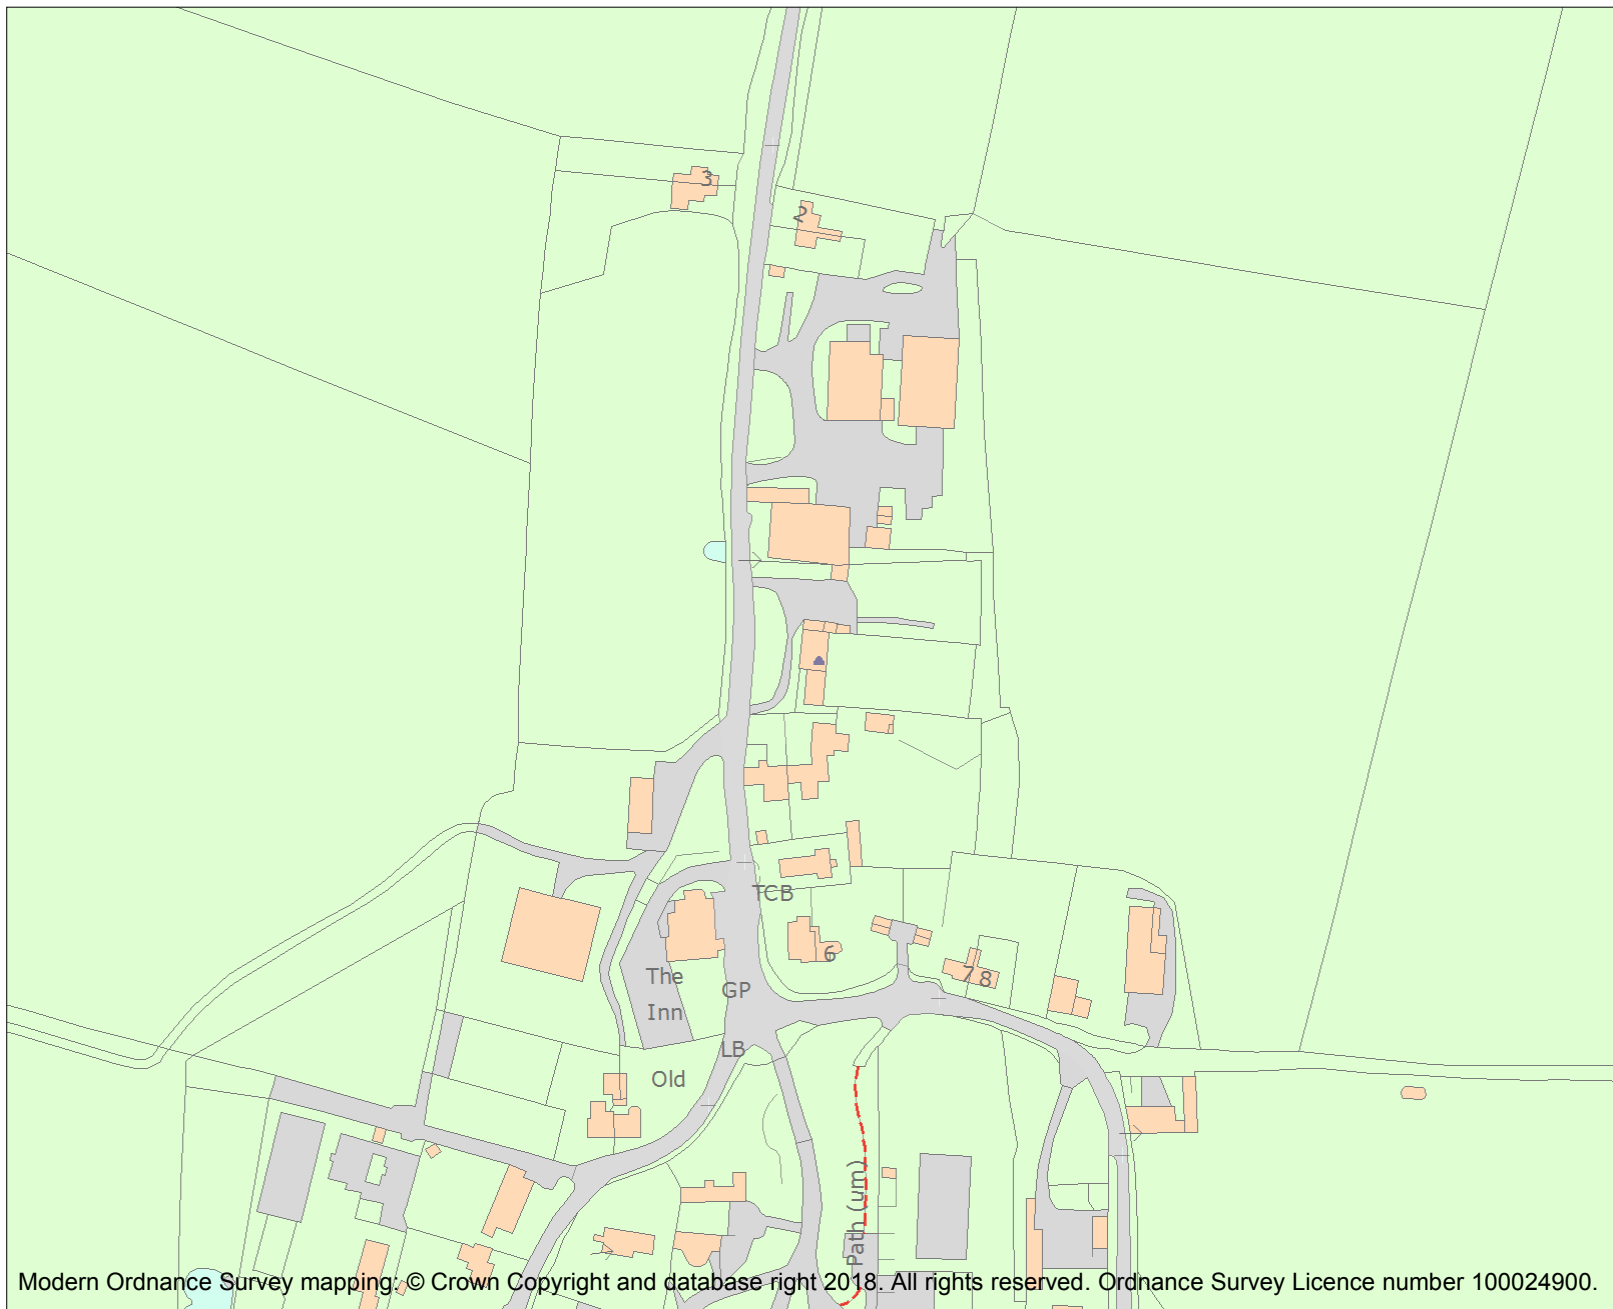 3
2
TCB
6
7
8
The
Inn
GP
LB
Old
Path (um)
Modern Ordnance Survey mapping: © Crown Copyright and database right 2018. All rights reserved. Ordnance Survey Licence number 100024900.